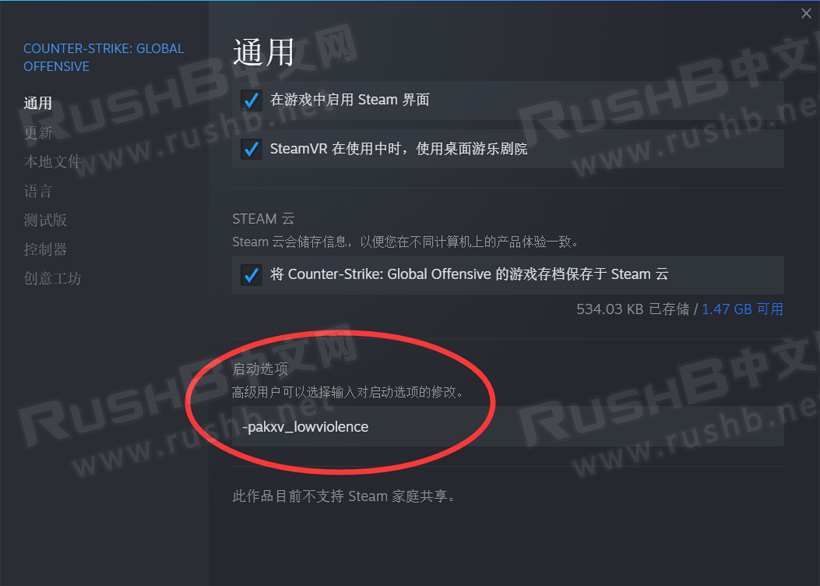 COUNTER-STRIKE: GLOBAL
OFFENSIVE
通用
更新
本地文件
语言
测试版
控制器
创意工坊
通用
在游戏中启用 Steam 界面
SteamVR 在使用中时，使用桌面游乐剧院
STEAM 云
Steam 云会储存信息，以便您在不同计算机上的产品体验一致。
将 Counter-Strike: Global Offensive 的游戏存档保存于 Steam 云
534.03 KB 已存储 / 1.47 GB 可用
启动选项
高级用户可以选择输入对启动选项的修改。
-pakxv_lowviolence
此作品目前不支持 Steam 家庭共享。
RUSHB中文网
www.rushb.net
RUSHB中文
www.rushb.ne
RUSHB中文网
www.rushb.net
RUSHB中文
www.rushb.ne